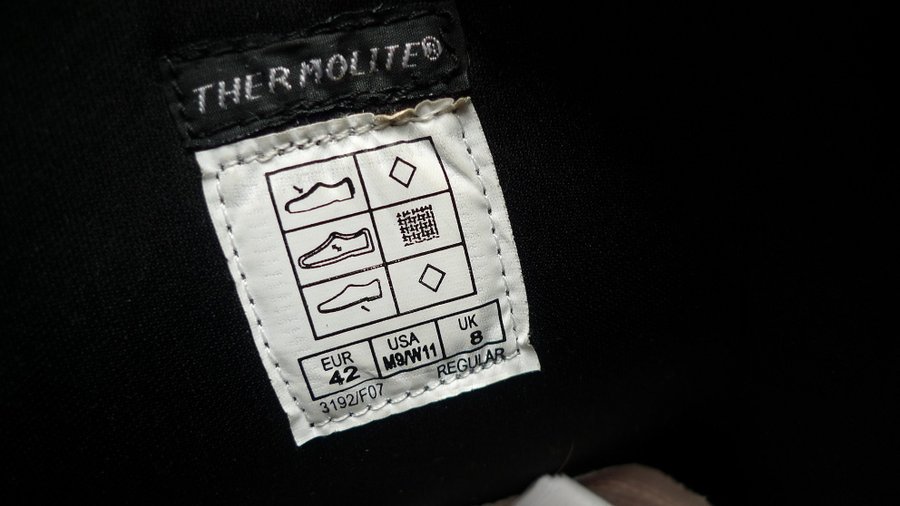 THERMOLITE®
EUR USA UK
42 M9/W11 8
3192/F07 REGULAR